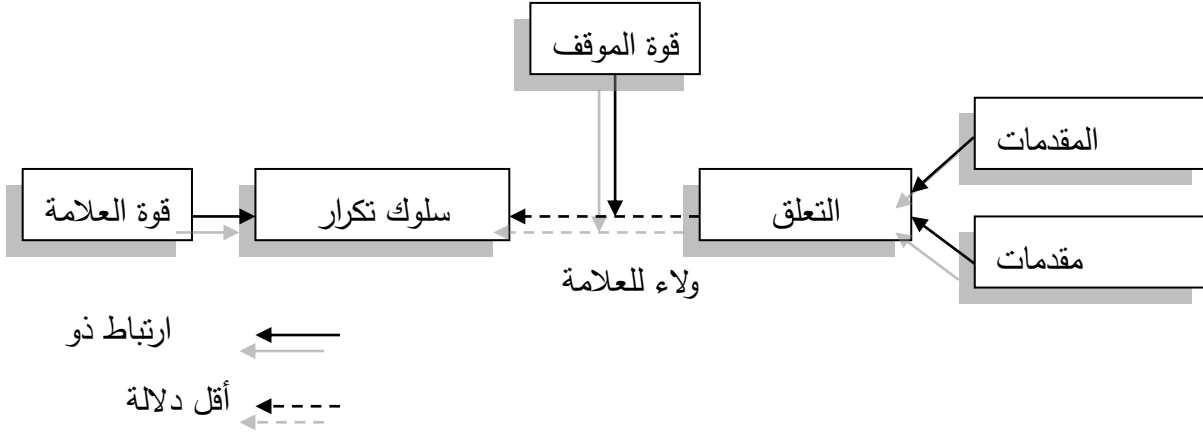 قوة الموقف
المقدمات
قوة العلامة
سلوك تكرار
التعلق
مقدمات
ولاء للعلامة
ارتباط ذو
أقل دلالة